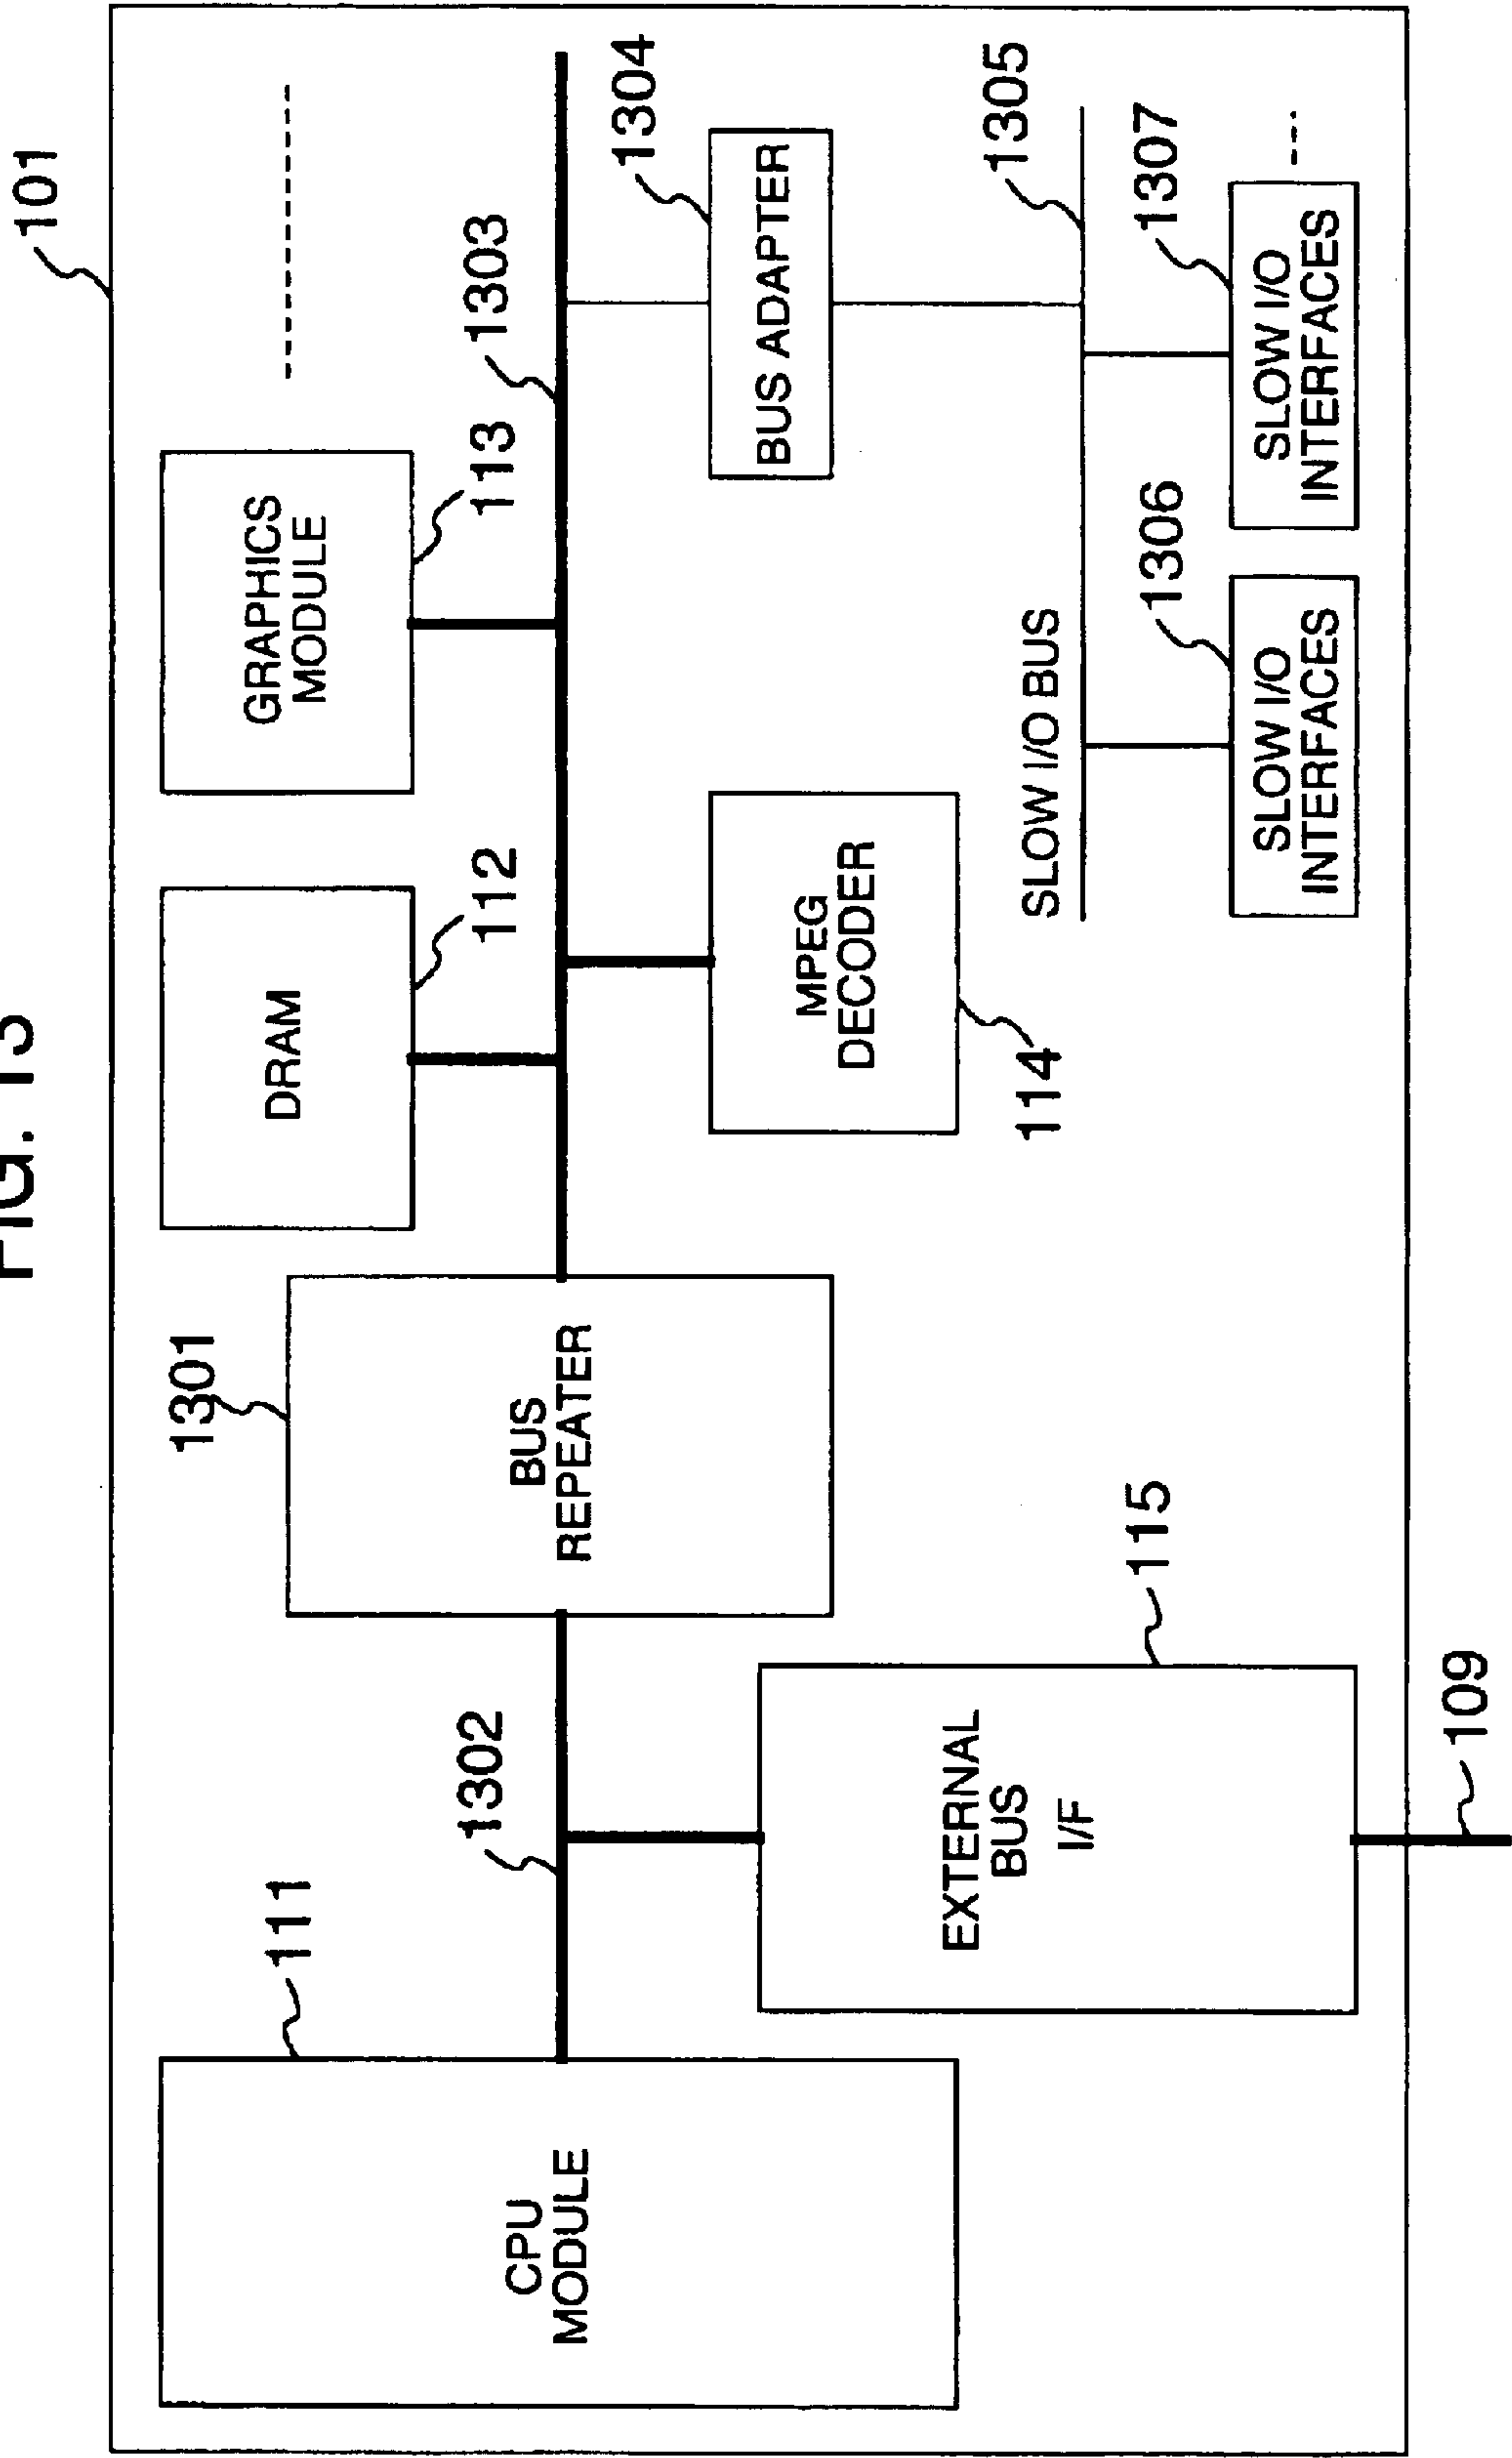 FIG. 13
101
CPU
MODULE
111
1302
EXTERNAL
BUS
I/F
115
109
BUS
REPEATER
1301
DRAM
112
GRAPHICS
MODULE
113
1303
MPEG
DECODER
114
BUS ADAPTER
1304
SLOW I/O BUS
1305
SLOW I/O
INTERFACES
1306
SLOW I/O
INTERFACES
1307